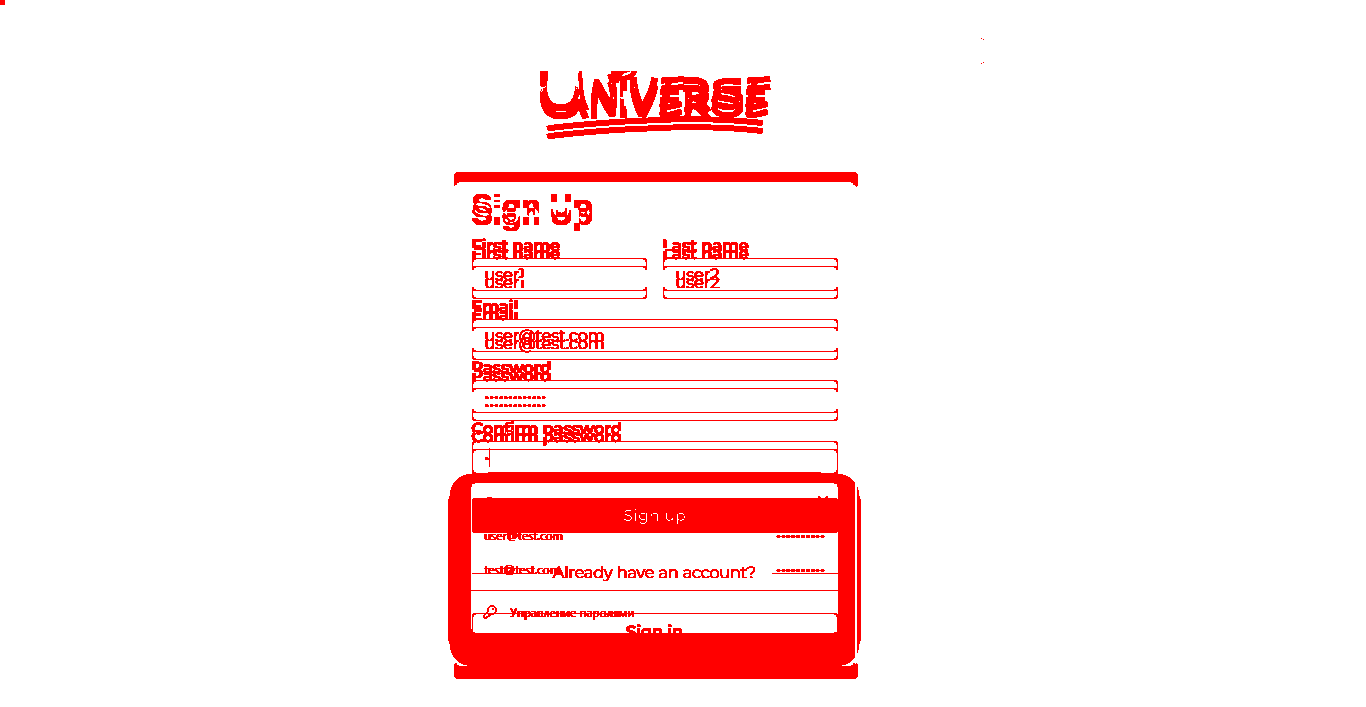 UNIVERSE
Sign Up
First name Last name
user1 user2
Email
user@test.com
Password
Confirm password
Sign up
user@test.com
test@test.com
Already have an account?
Управление паролями
Sign in